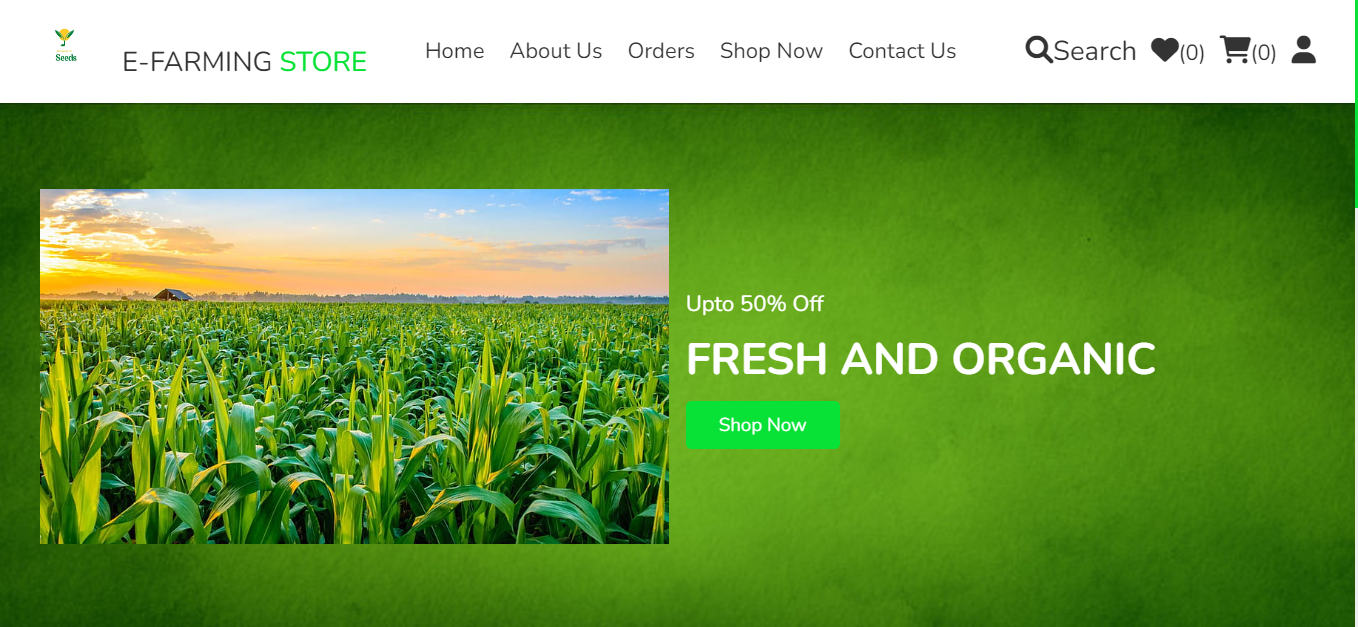 Seeds
E-FARMING STORE
Home About Us Orders Shop Now Contact Us
Search (0) (0)
Upto 50% Off
FRESH AND ORGANIC
Shop Now